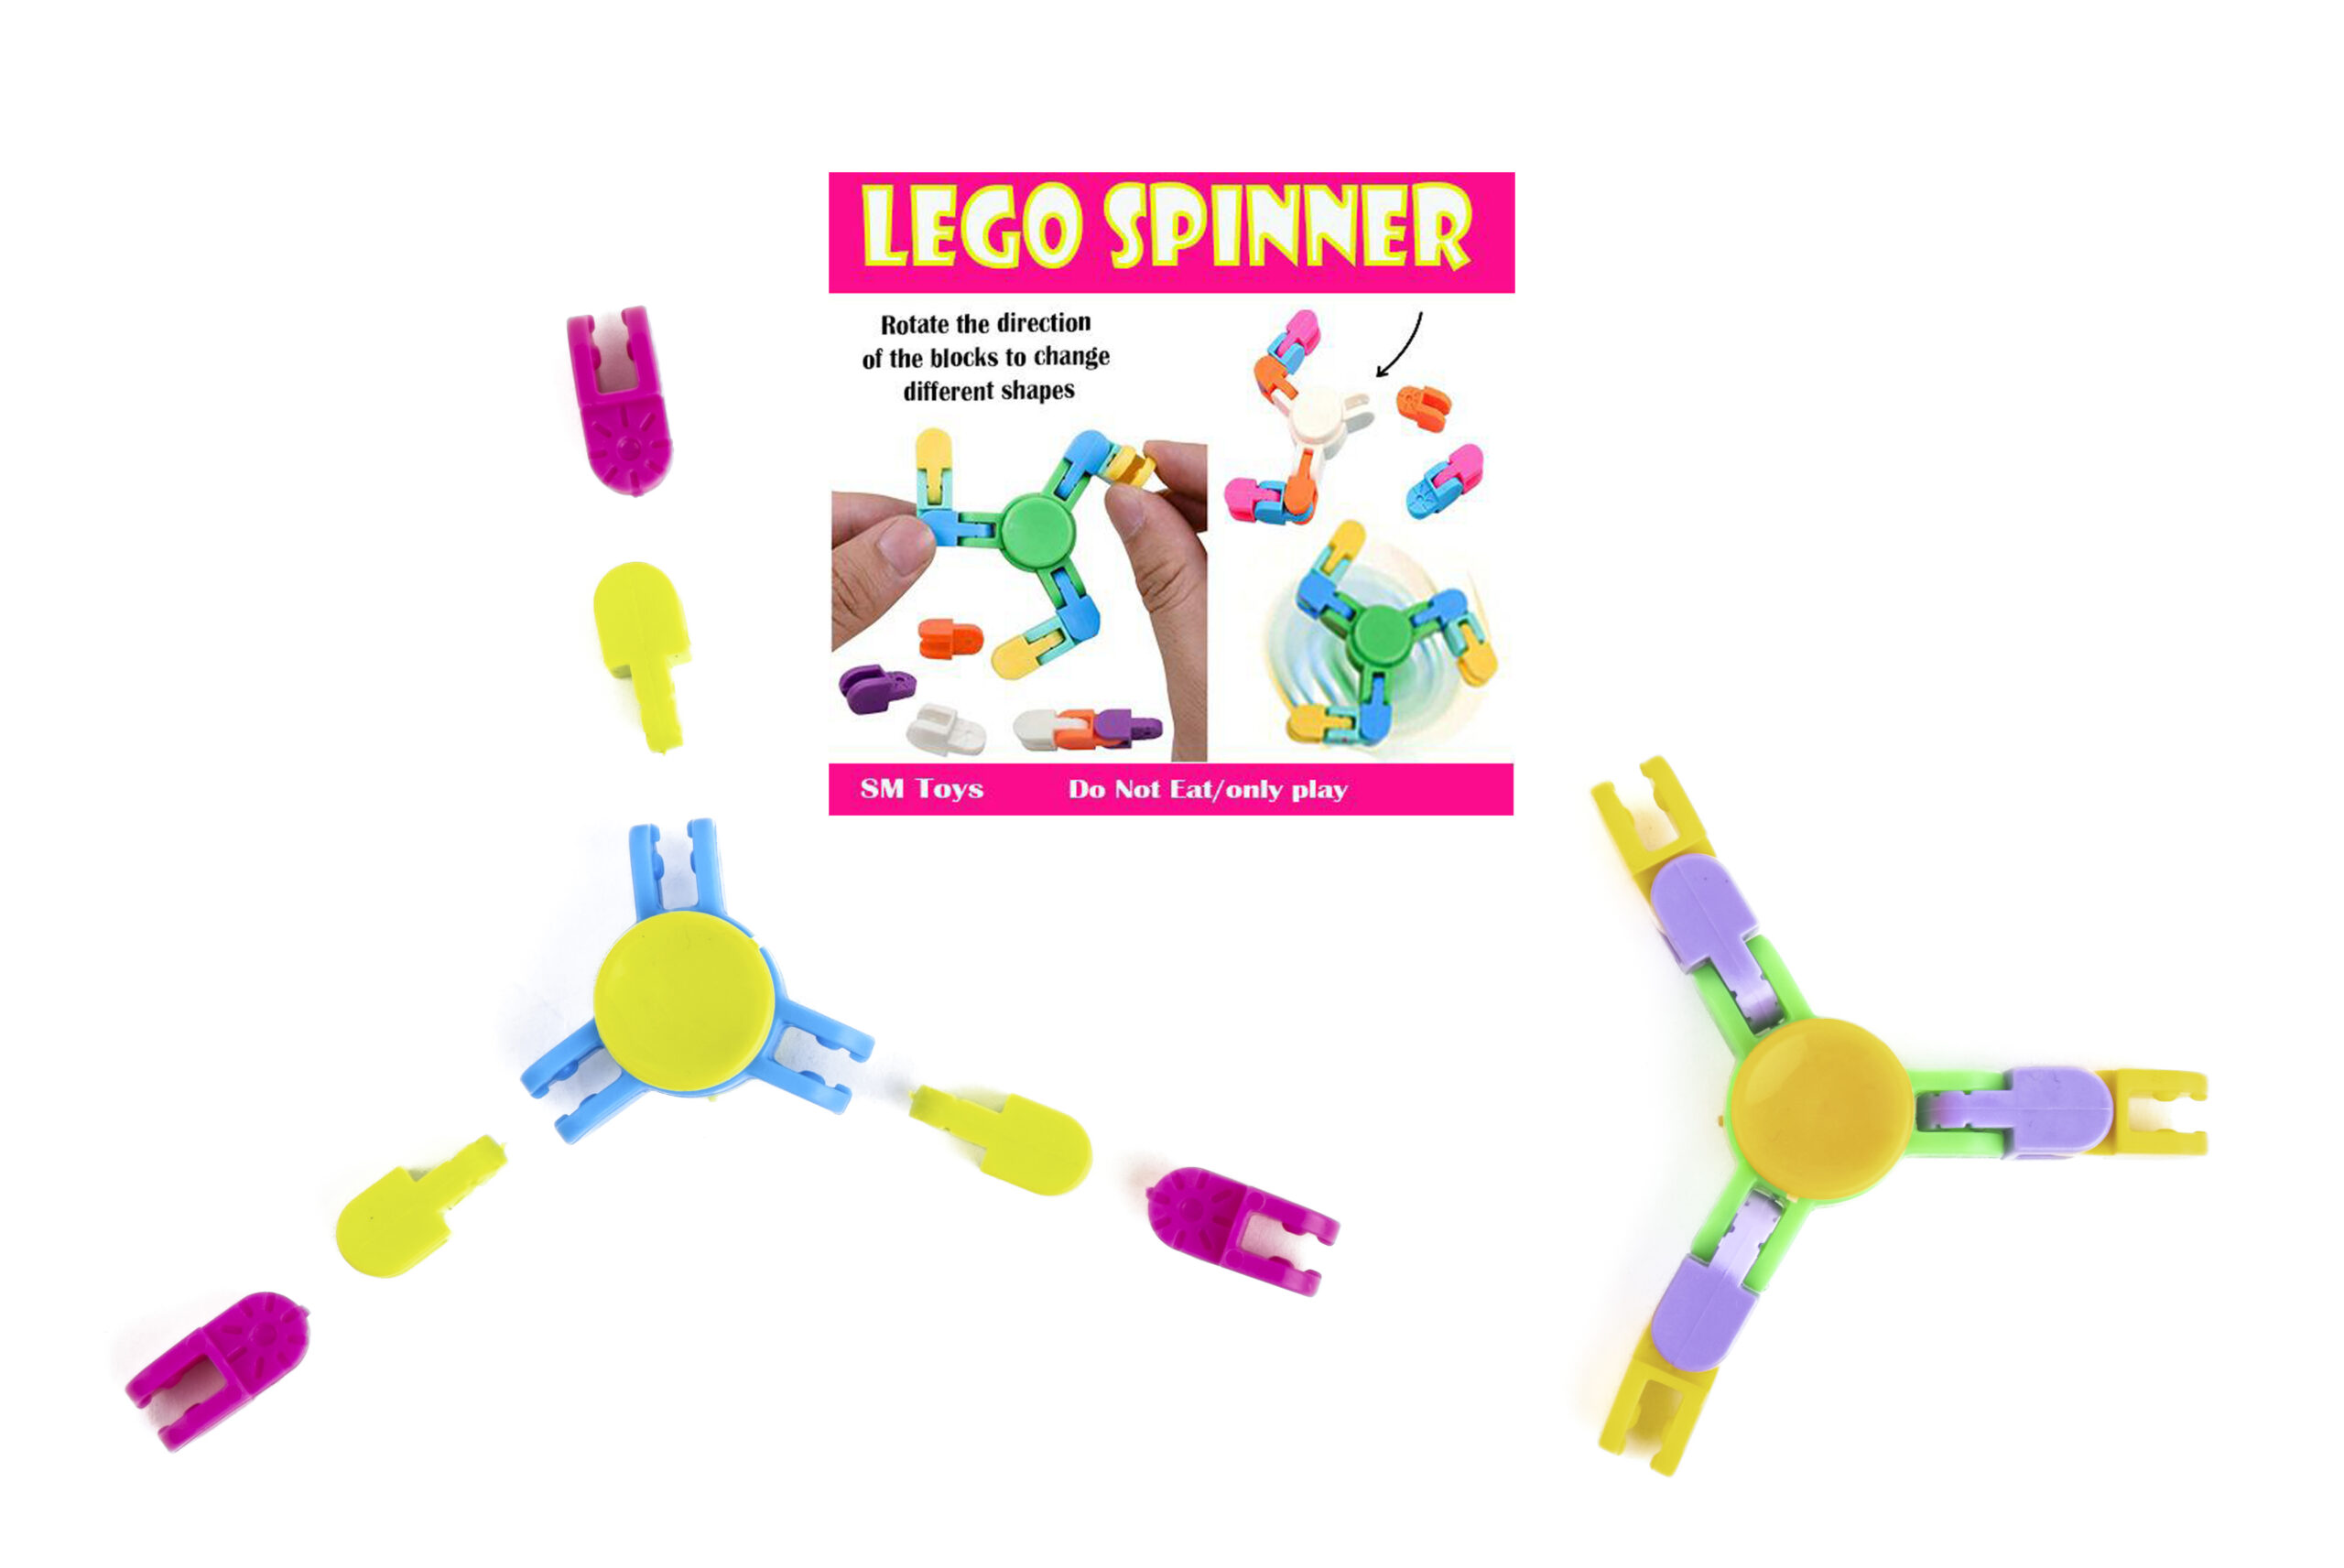 LEGO SPINNER
Rotate the direction
of the blocks to change
different shapes
SM Toys Do Not Eat/only play